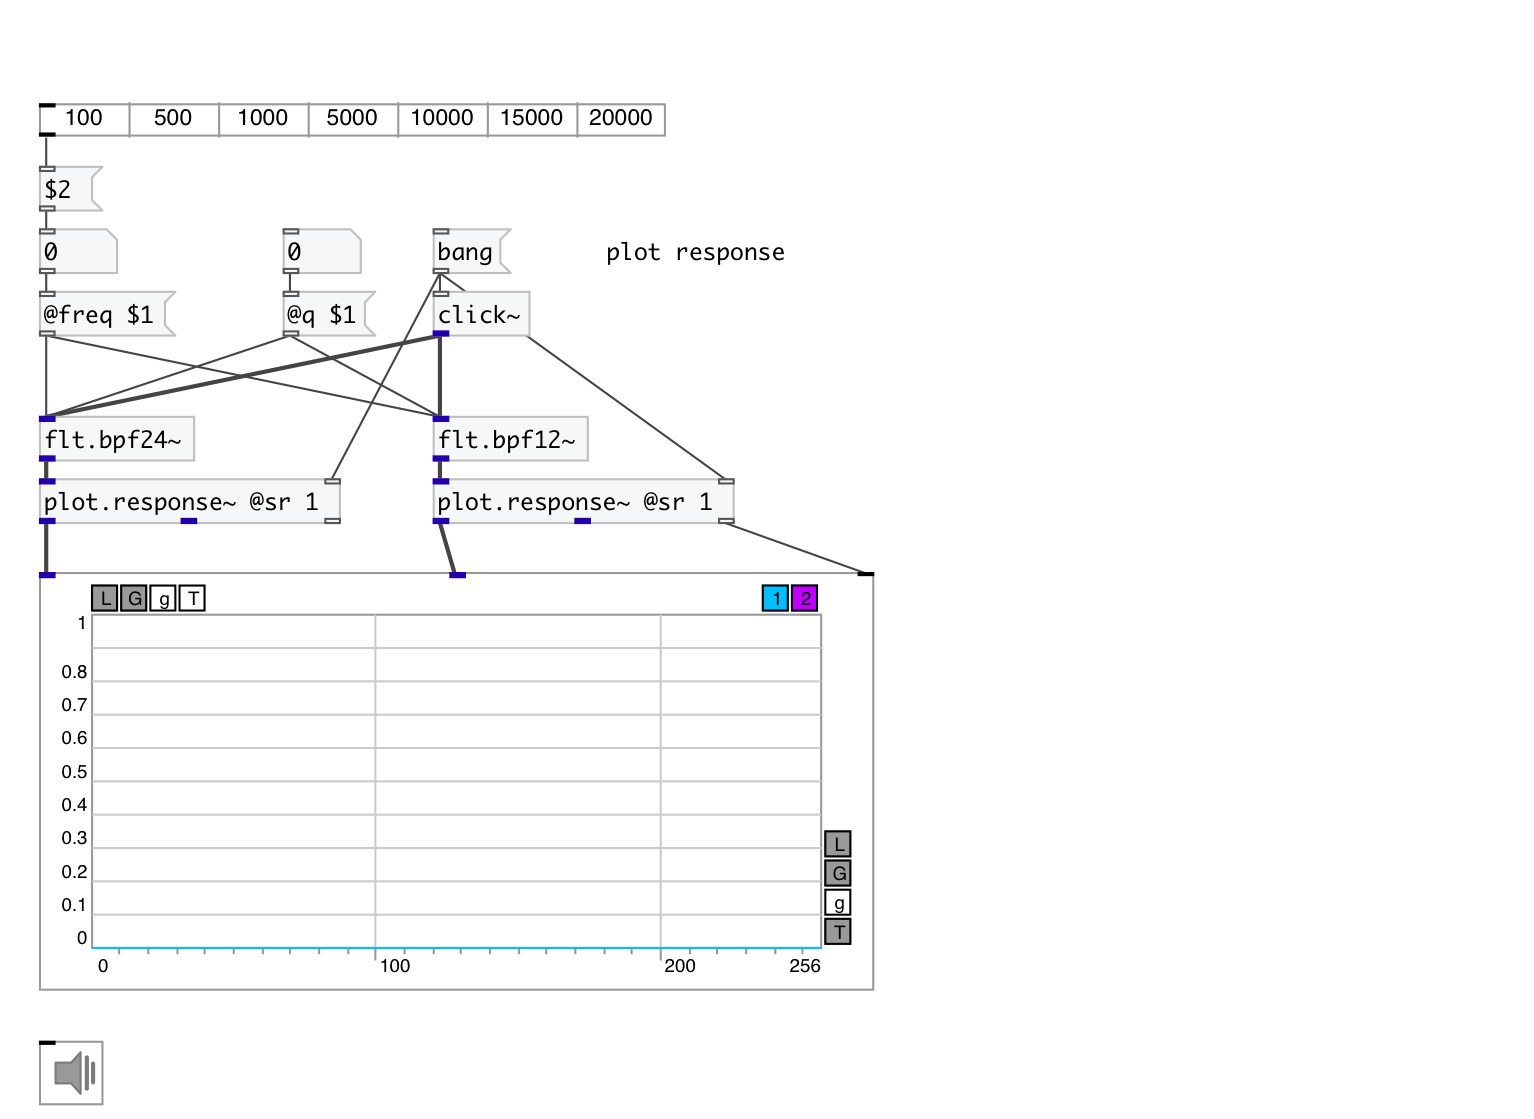 100 500 1000 5000 10000 15000 20000
$2
0 0 bang plot response
@freq $1 @q $1 click~
flt.bpf24~ flt.bpf12~
plot.response~ @sr 1 plot.response~ @sr 1
L G g T 1 2
1
0.8
0.7
0.6
0.5
0.4
0.3 L
0.2 G
0.1 g
0 T
0 100 200 256